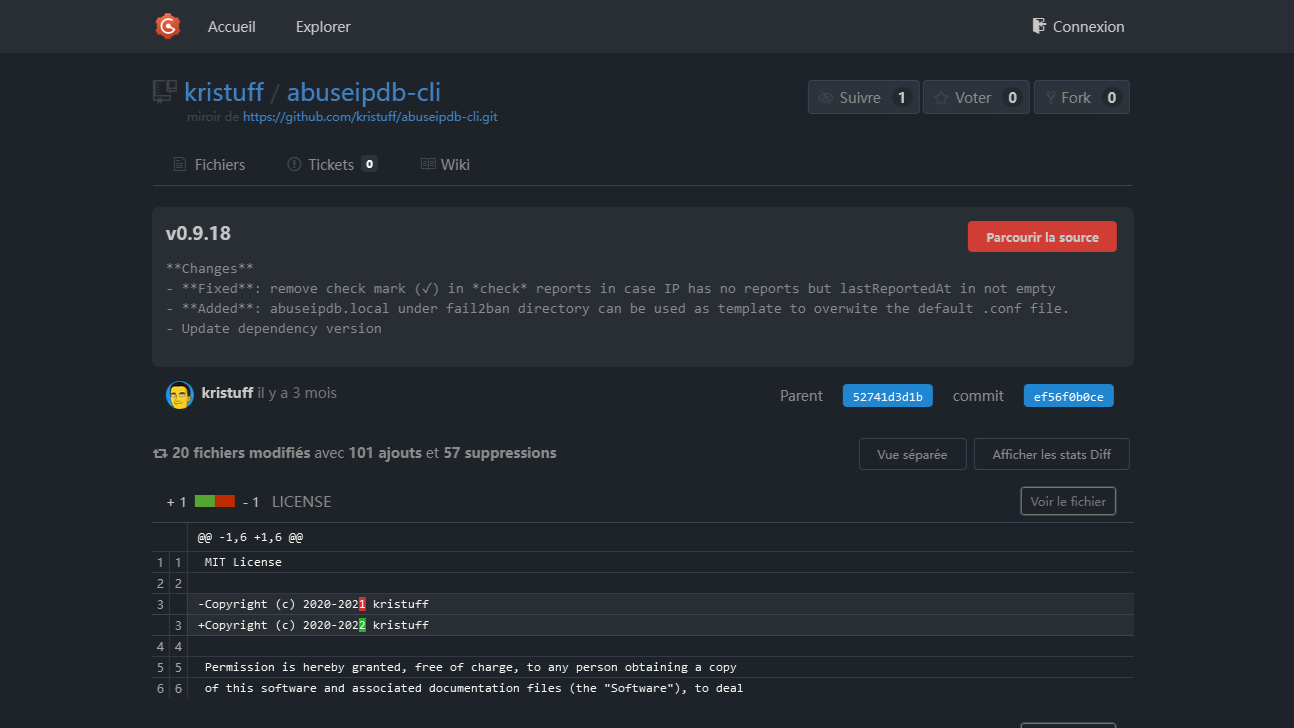 Accueil Explorer Connexion
kristuff / abuseipdb-cli Suivre 1 Voter 0 Fork 0
miroir de https://github.com/kristuff/abuseipdb-cli.git
Fichiers Tickets 0 Wiki
v0.9.18 Parcourir la source
**Changes**
- **Fixed**: remove check mark (✓) in *check* reports in case IP has no reports but lastReportedAt in not empty
- **Added**: abuseipdb.local under fail2ban directory can be used as template to overwite the default .conf file.
- Update dependency version
kristuff il y a 3 mois Parent 52741d3d1b commit ef56f0b0ce
20 fichiers modifiés avec 101 ajouts et 57 suppressions Vue séparée Afficher les stats Diff
+ 1 - 1 LICENSE Voir le fichier
@@ -1,6 +1,6 @@
1 1 MIT License
2 2
3 -Copyright (c) 2020-2021 kristuff
3 +Copyright (c) 2020-2022 kristuff
4 4
5 5 Permission is hereby granted, free of charge, to any person obtaining a copy
6 6 of this software and associated documentation files (the "Software"), to deal